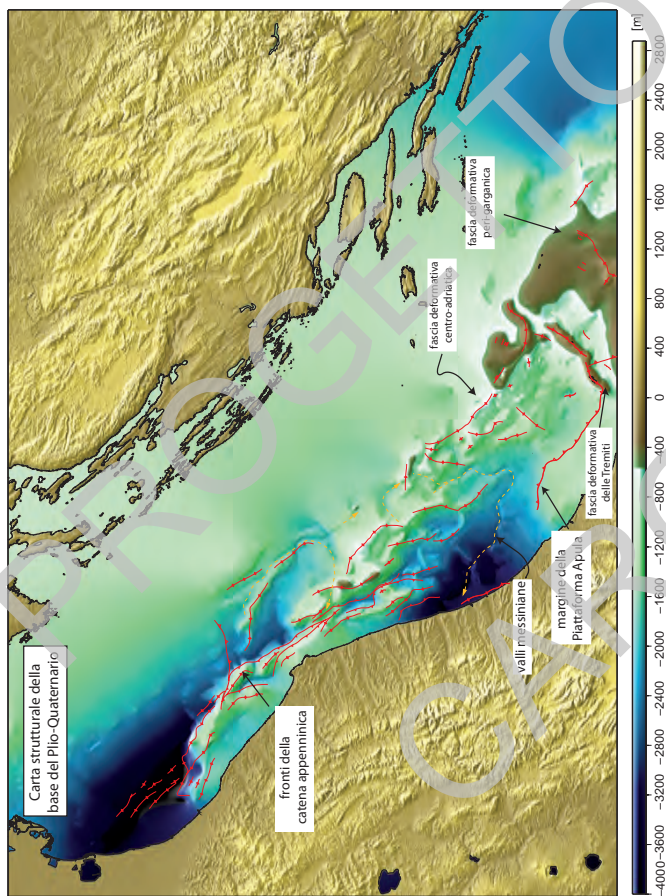 Carta strutturale della
base del Plio-Quaternario
fronti della
catena appenninica
valli messiniane
margine della
Piattaforma Apula
fascia deformativa
delle Tremiti
fascia deformativa
centro-adriatica
fascia deformativa
peri-garganica
[m]
−4000 −3600 −3200 −2800 −2400 −2000 −1600 −1200 −800 −400 0 400 800 1200 1600 2000 2400 2800
PROGETTO
CARG